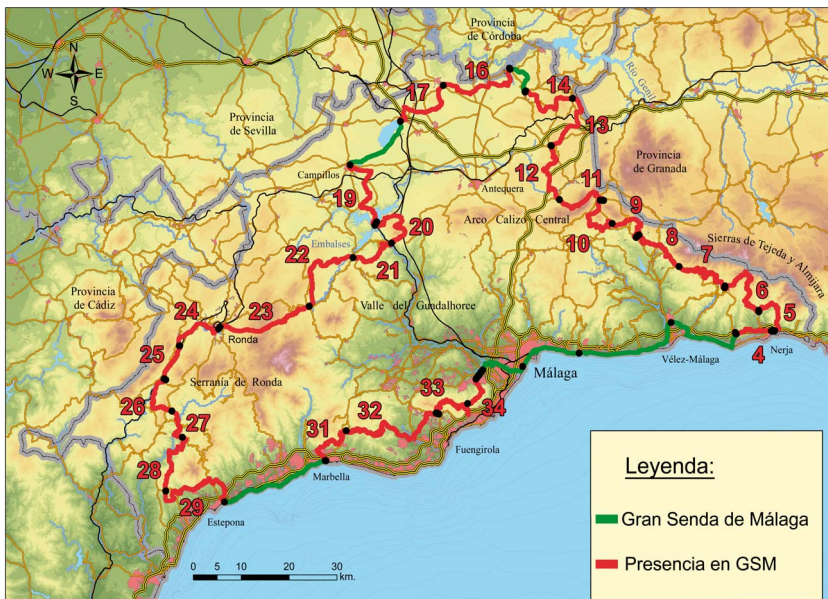 Provincia
de Córdoba
N
W E
S
16
17
14
Río Genil
Provincia
de Sevilla
13
Provincia
de Granada
12
Campillos
Antequera
11
19
Arco Calizo Central
9
20
10
Embalses
22
21
8
Sierras de Tejeda y Almijara
7
Provincia
de Cádiz
Valle del Guadalhorce
6
24
23
5
Ronda
Nerja
25
Vélez-Málaga
4
Málaga
Serranía de Ronda
33
26
34
27
32
31
Fuengirola
28
Marbella
29
Estepona
0 5 10 20 30
km.
Leyenda:
Gran Senda de Málaga
Presencia en GSM